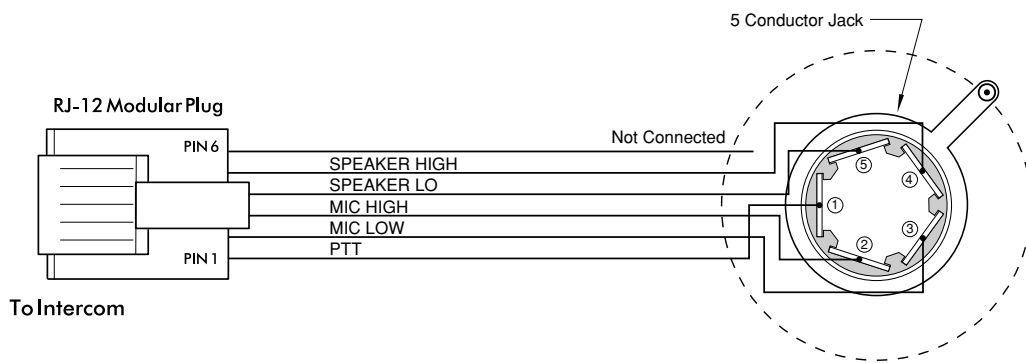 5 Conductor Jack
RJ-12 Modular Plug
PIN 6
Not Connected
SPEAKER HIGH
SPEAKER LO
MIC HIGH
MIC LOW
PTT
PIN 1
5
4
1
3
2
To Intercom